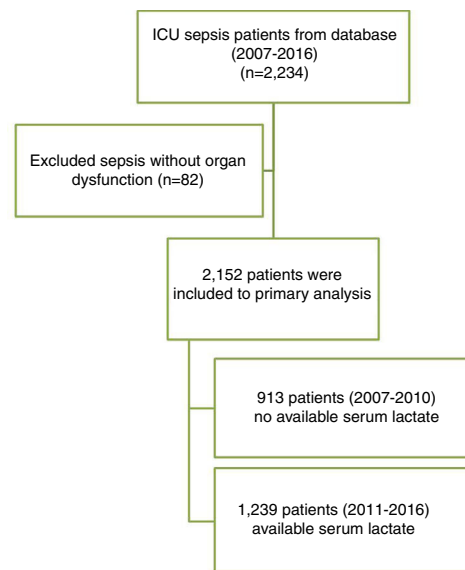 ICU sepsis patients from database
(2007-2016)
(n=2,234)
Excluded sepsis without organ
dysfunction (n=82)
2,152 patients were
included to primary analysis
913 patients (2007-2010)
no available serum lactate
1,239 patients (2011-2016)
available serum lactate